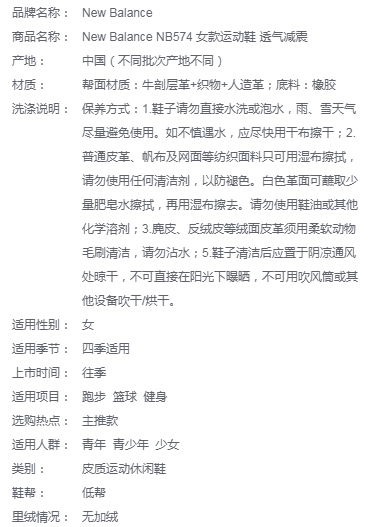 品牌名称： New Balance
商品名称： New Balance NB574 女款运动鞋 透气减震
产地： 中国（不同批次产地不同）
材质： 帮面材质：牛剖层革+织物+人造革；底料：橡胶
洗涤说明： 保养方式：1.鞋子请勿直接水洗或泡水，雨、雪天气
尽量避免使用。如不慎遇水，应尽快用干布擦干；2.
普通皮革、帆布及网面等纺织面料只可用湿布擦拭，
请勿使用任何清洁剂，以防褪色。白色革面可蘸取少
量肥皂水擦拭，再用湿布擦去。请勿使用鞋油或其他
化学溶剂；3.麂皮、反绒皮等绒面皮革须用柔软动物
毛刷清洁，请勿沾水；5.鞋子清洁后应置于阴凉通风
处晾干，不可直接在阳光下曝晒，不可用吹风筒或其
他设备吹干/烘干。
适用性别： 女
适用季节： 四季适用
上市时间： 往季
适用项目： 跑步 篮球 健身
选购热点： 主推款
适用人群： 青年 青少年 少女
类别： 皮质运动休闲鞋
鞋帮： 低帮
里绒情况： 无加绒